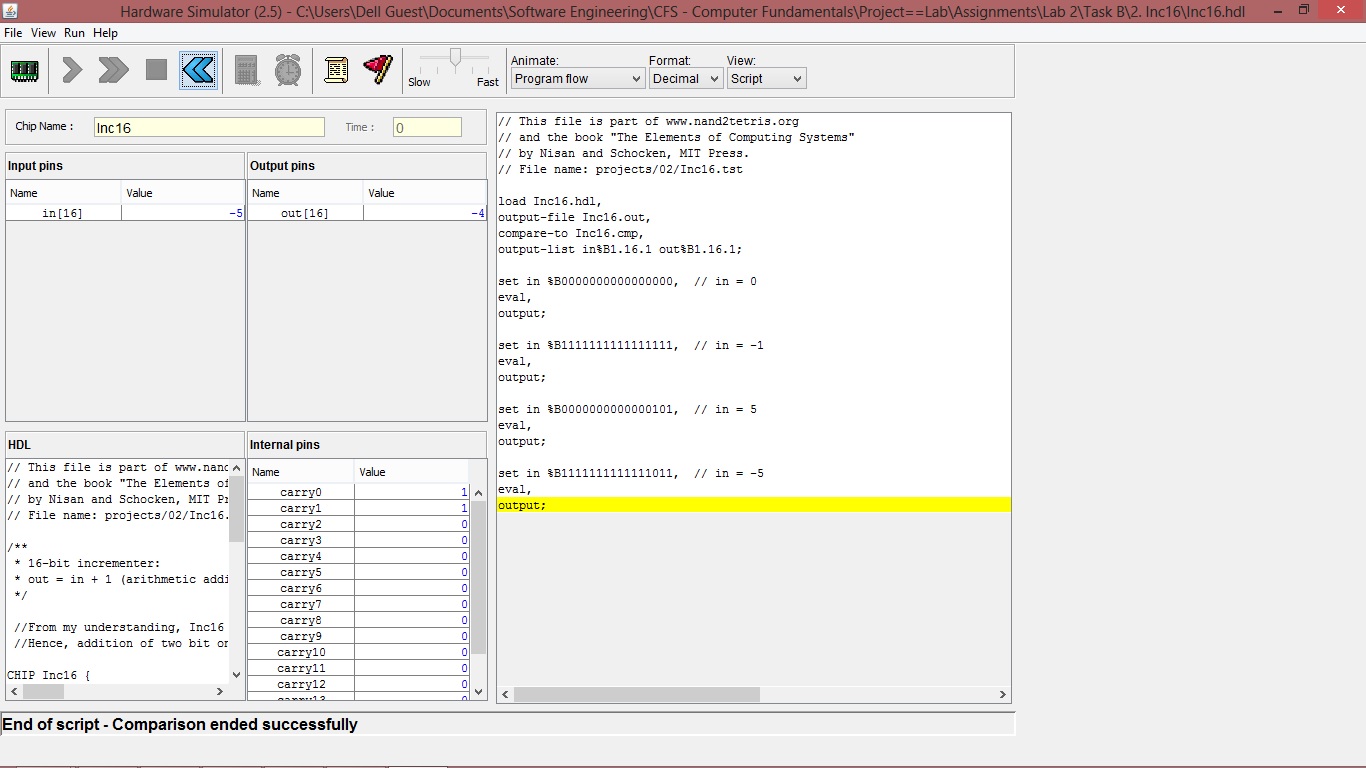 Hardware Simulator (2.5) - C:\Users\Dell Guest\Documents\Software Engineering\CFS - Computer Fundamentals\Project==Lab\Assignments\Lab 2\Task B\2. Inc16\Inc16.hdl
File View Run Help
Slow Fast
Animate:
Program flow
Format:
Decimal
View:
Script
Chip Name :
Inc16
Time :
0
Input pins
Name Value
in[16] -5
Output pins
Name Value
out[16] -4
HDL
// This file is part of www.nand
// and the book "The Elements of
// by Nisan and Schocken, MIT Pr
// File name: projects/02/Inc16.
/**
* 16-bit incrementer:
* out = in + 1 (arithmetic addi
*/
//From my understanding, Inc16
//Hence, addition of two bit on
CHIP Inc16 {
Internal pins
Name Value
carry0 1
carry1 1
carry2 0
carry3 0
carry4 0
carry5 0
carry6 0
carry7 0
carry8 0
carry9 0
carry10 0
carry11 0
carry12 0
carry13 0
// This file is part of www.nand2tetris.org
// and the book "The Elements of Computing Systems"
// by Nisan and Schocken, MIT Press.
// File name: projects/02/Inc16.tst
load Inc16.hdl,
output-file Inc16.out,
compare-to Inc16.cmp,
output-list in%B1.16.1 out%B1.16.1;
set in %B0000000000000000, // in = 0
eval,
output;
set in %B1111111111111111, // in = -1
eval,
output;
set in %B0000000000000101, // in = 5
eval,
output;
set in %B1111111111111011, // in = -5
eval,
output;
End of script - Comparison ended successfully